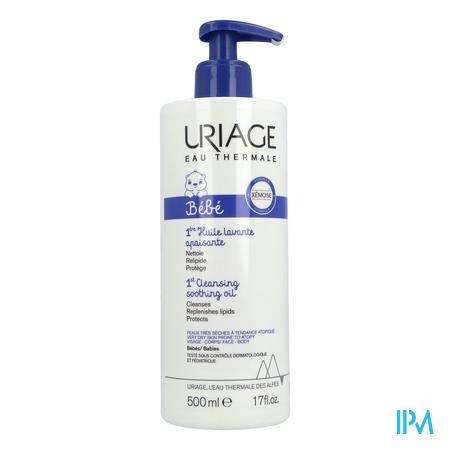 URIAGE
EAU THERMALE
XÉMOSE
Bébé
1ère Huile lavante
apaisante
Nettoie
Relipide
Protège
1st Cleansing
soothing oil
Cleanses
Replenishes lipids
Protects
PEAUX TRÈS SÈCHES À TENDANCE ATOPIQUE
VERY DRY SKIN PRONE TO ATOPY
VISAGE - CORPS/ FACE - BODY
Bébés/ Babies
TESTÉ SOUS CONTRÔLE DERMATOLOGIQUE
ET PÉDIATRIQUE
URIAGE, L'EAU THERMALE DES ALPES
500 ml e 17fl.oz.
IPM